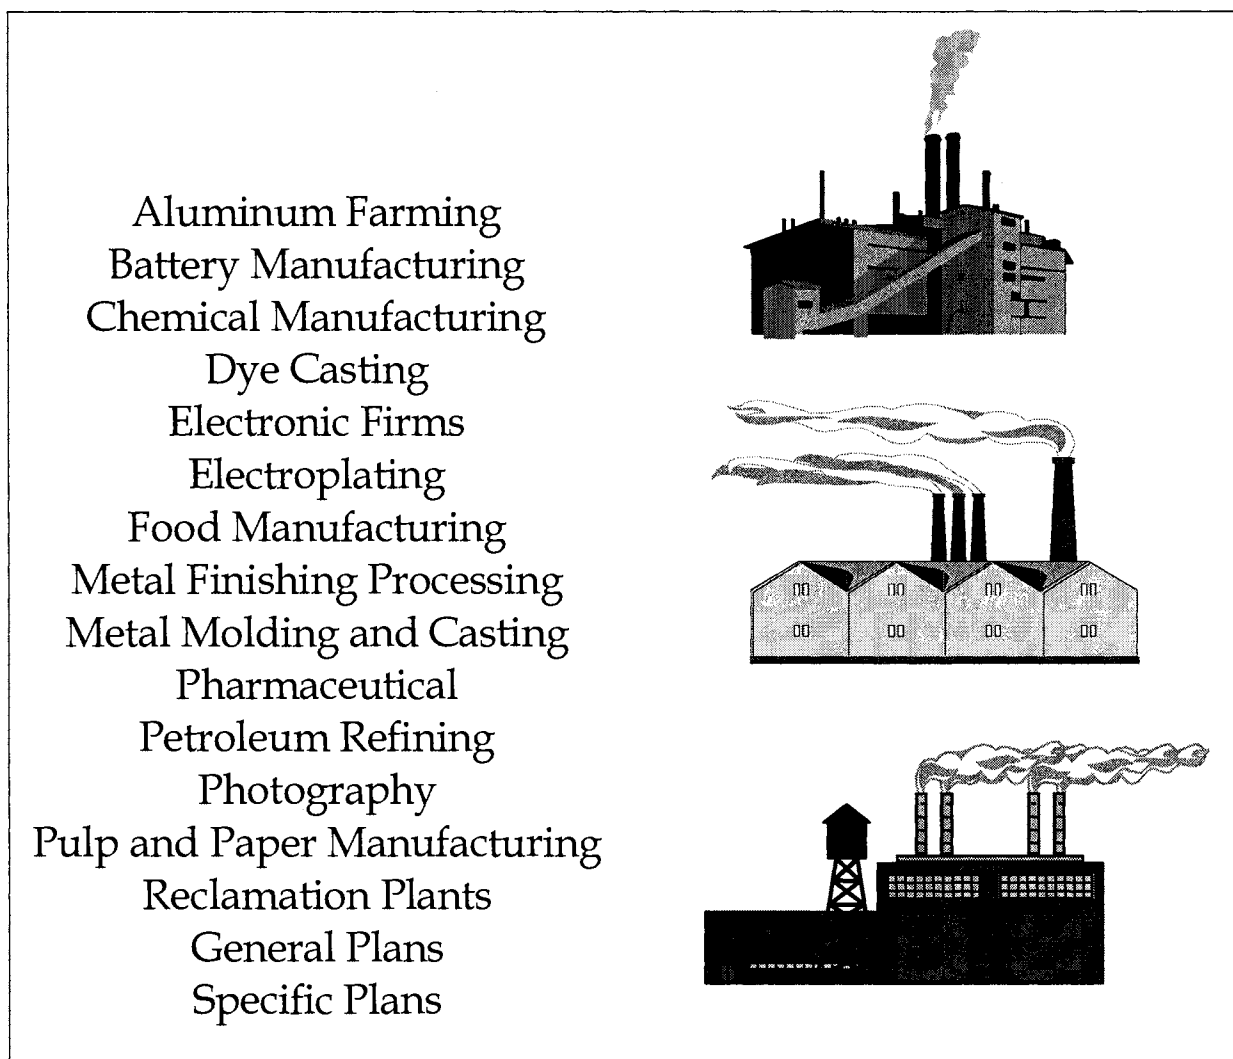 Aluminum Farming
Battery Manufacturing
Chemical Manufacturing
Dye Casting
Electronic Firms
Electroplating
Food Manufacturing
Metal Finishing Processing
Metal Molding and Casting
Pharmaceutical
Petroleum Refining
Photography
Pulp and Paper Manufacturing
Reclamation Plants
General Plans
Specific Plans